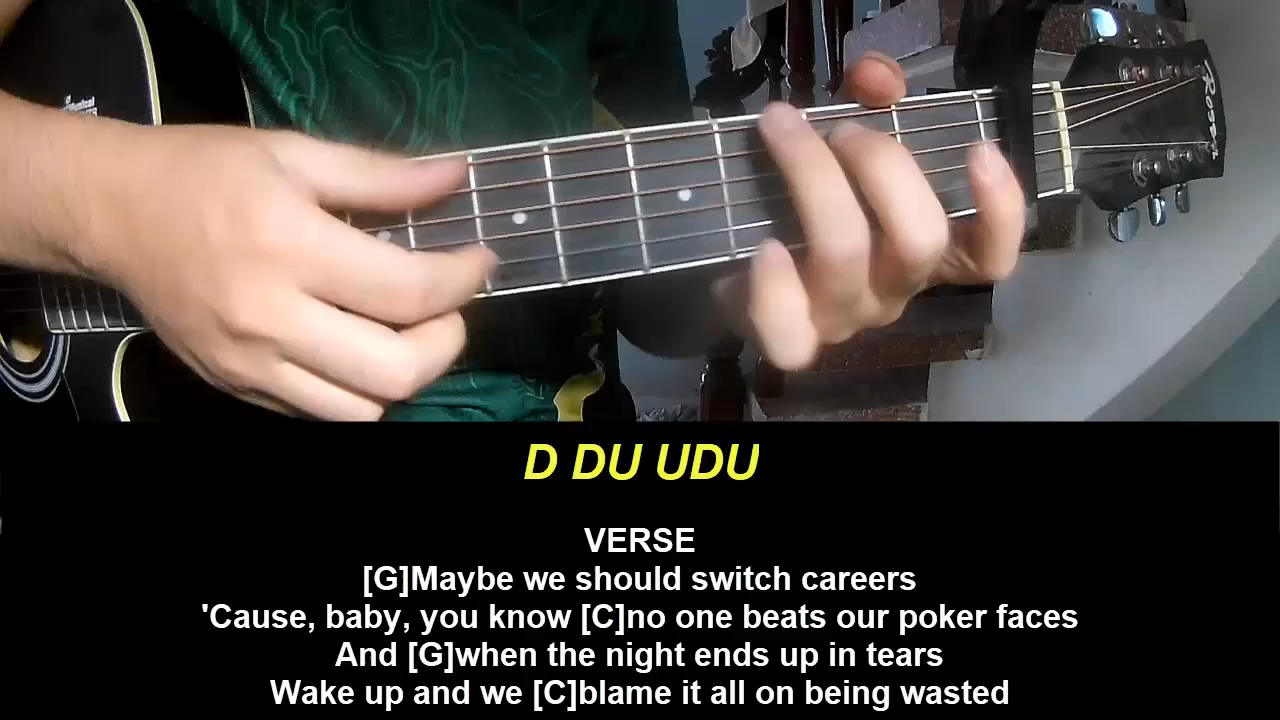 D DU UDU
VERSE
[G]Maybe we should switch careers
'Cause, baby, you know [C]no one beats our poker faces
And [G]when the night ends up in tears
Wake up and we [C]blame it all on being wasted